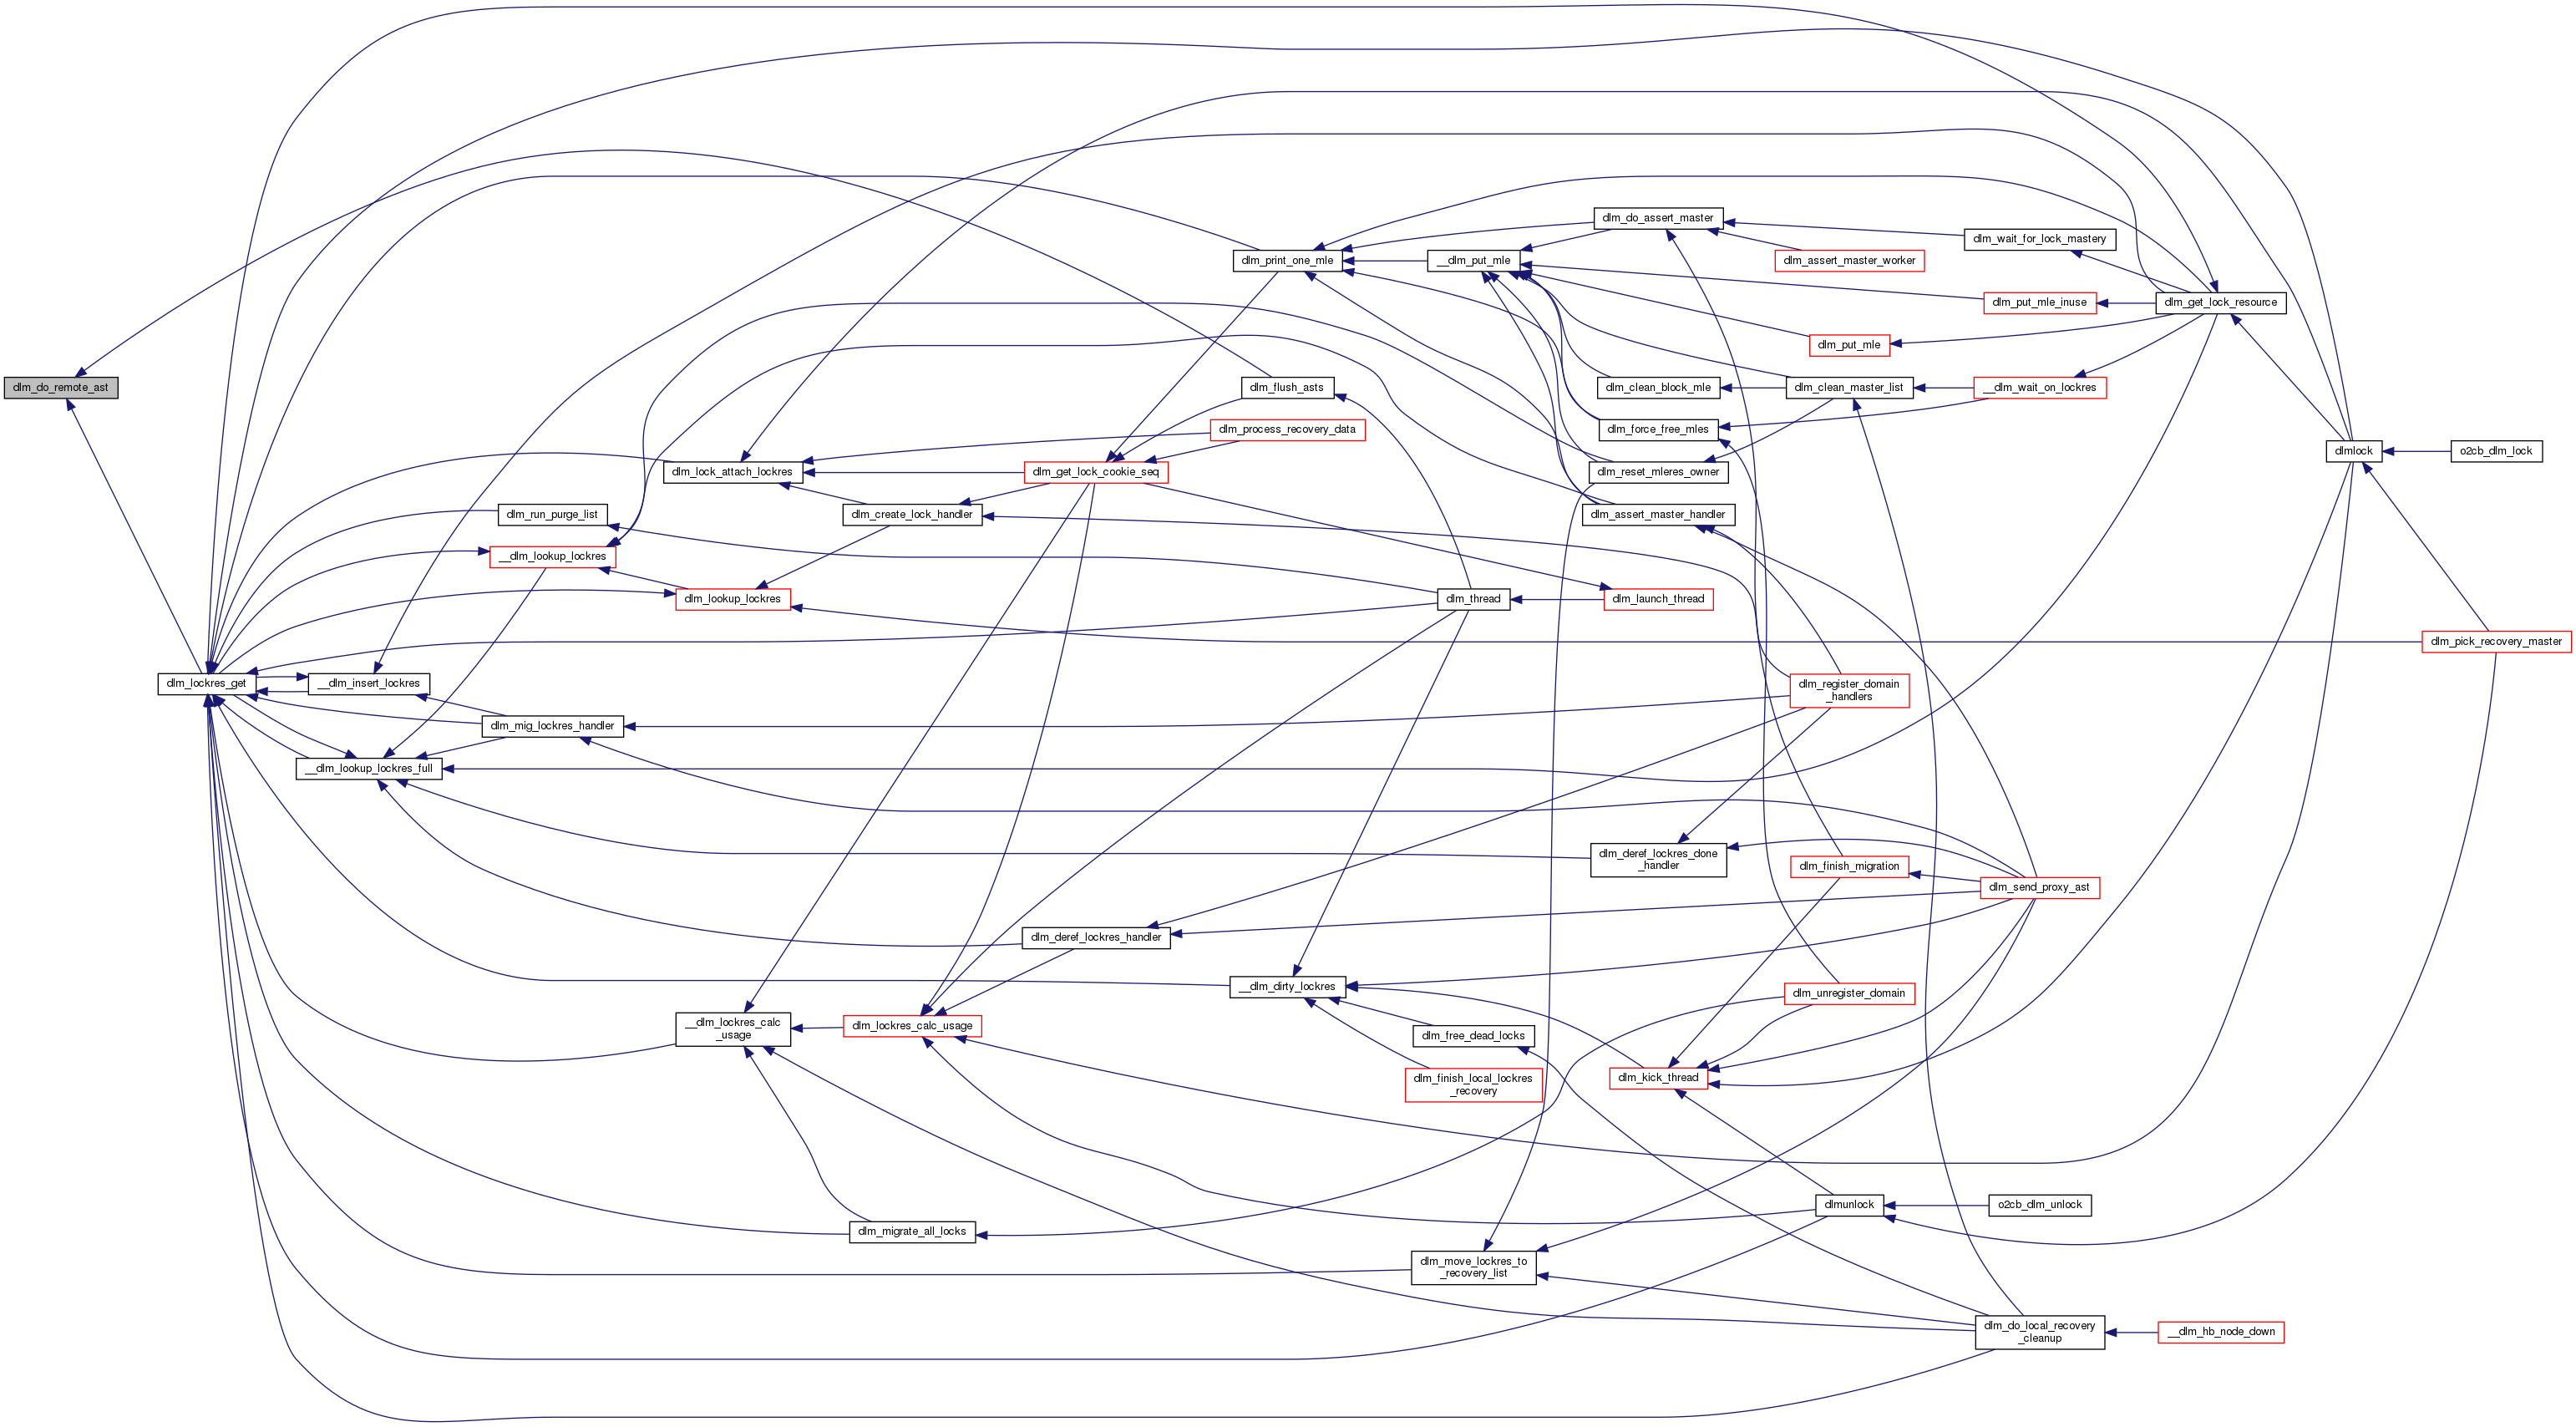 dlm_do_remote_ast
dlm_lockres_get
__dlm_insert_lockres
__dlm_lookup_lockres_full
dlm_run_purge_list
__dlm_lookup_lockres
dlm_mig_lockres_handler
dlm_lock_attach_lockres
dlm_lookup_lockres
__dlm_lockres_calc
_usage
dlm_move_lockres_to
_recovery_list
dlm_free_dead_locks
dlm_create_lock_handler
dlm_lockres_calc_usage
dlm_migrate_all_locks
dlm_get_lock_cookie_seq
dlm_deref_lockres_handler
dlm_print_one_mle
dlm_flush_asts
dlm_process_recovery_data
__dlm_dirty_lockres
__dlm_put_mle
dlm_thread
dlm_finish_local_lockres
_recovery
dlm_do_assert_master
dlm_clean_block_mle
dlm_force_free_mles
dlm_reset_mleres_owner
dlm_assert_master_handler
dlm_launch_thread
dlm_deref_lockres_done
_handler
dlm_kick_thread
dlm_assert_master_worker
dlm_put_mle
dlm_clean_master_list
dlm_register_domain
_handlers
dlm_finish_migration
dlm_unregister_domain
dlmunlock
dlm_wait_for_lock_mastery
dlm_put_mle_inuse
__dlm_wait_on_lockres
dlm_send_proxy_ast
o2cb_dlm_unlock
dlm_do_local_recovery
_cleanup
dlm_get_lock_resource
__dlm_hb_node_down
dlmlock
o2cb_dlm_lock
dlm_pick_recovery_master